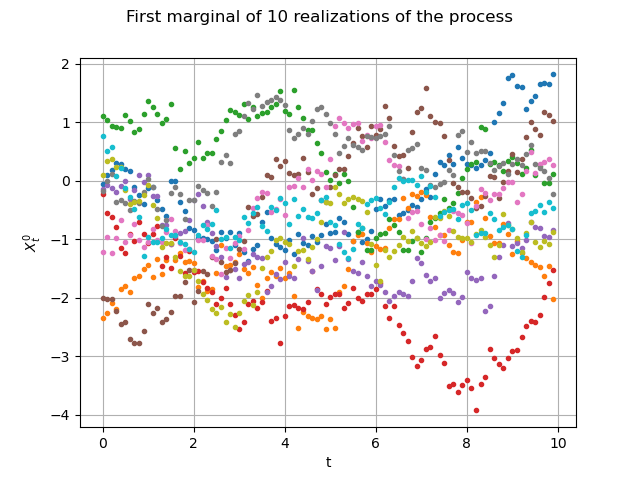 First marginal of 10 realizations of the process
2
1
0
−1
−2
−3
−4
X_t^0
0 2 4 6 8 10
t